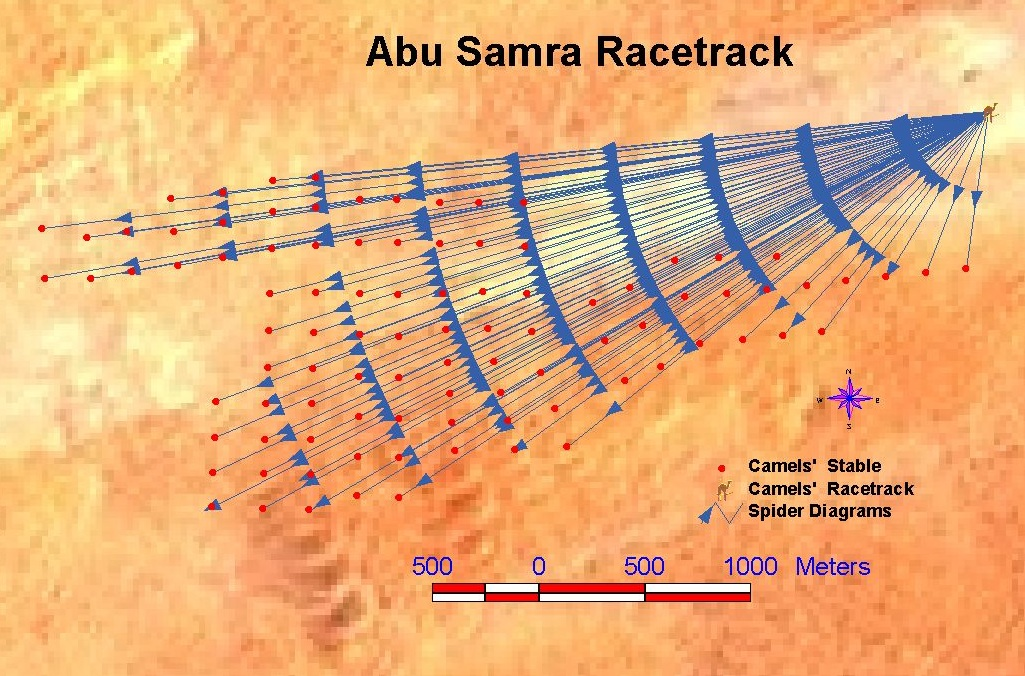 Abu Samra Racetrack
N
W E
S
Camels' Stable
Camels' Racetrack
Spider Diagrams
500 0 500 1000 Meters